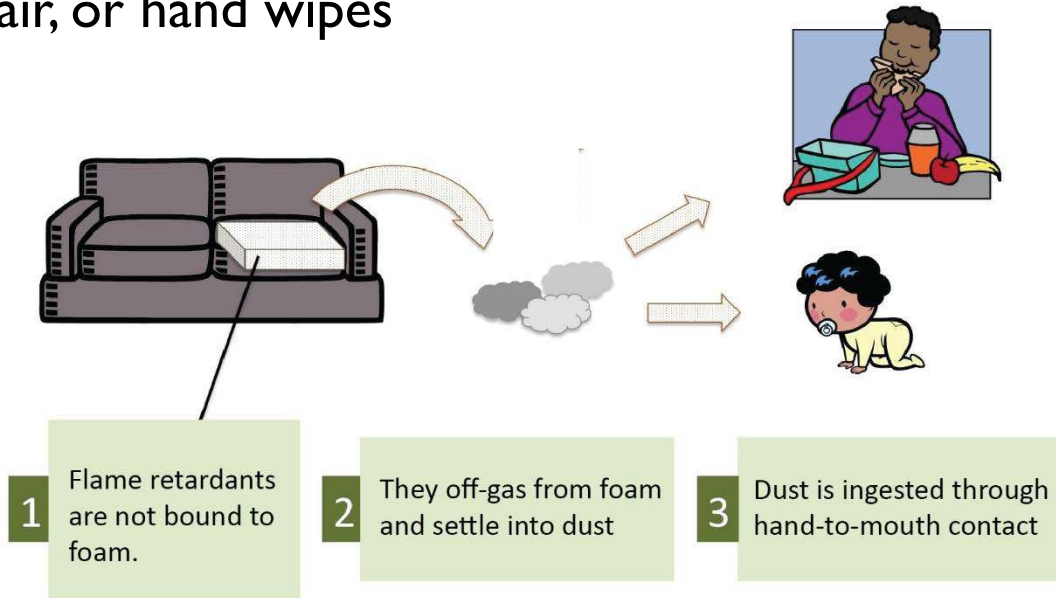 air, or hand wipes
1
Flame retardants
are not bound to
foam.
2
They off-gas from foam
and settle into dust
3
Dust is ingested through
hand-to-mouth contact